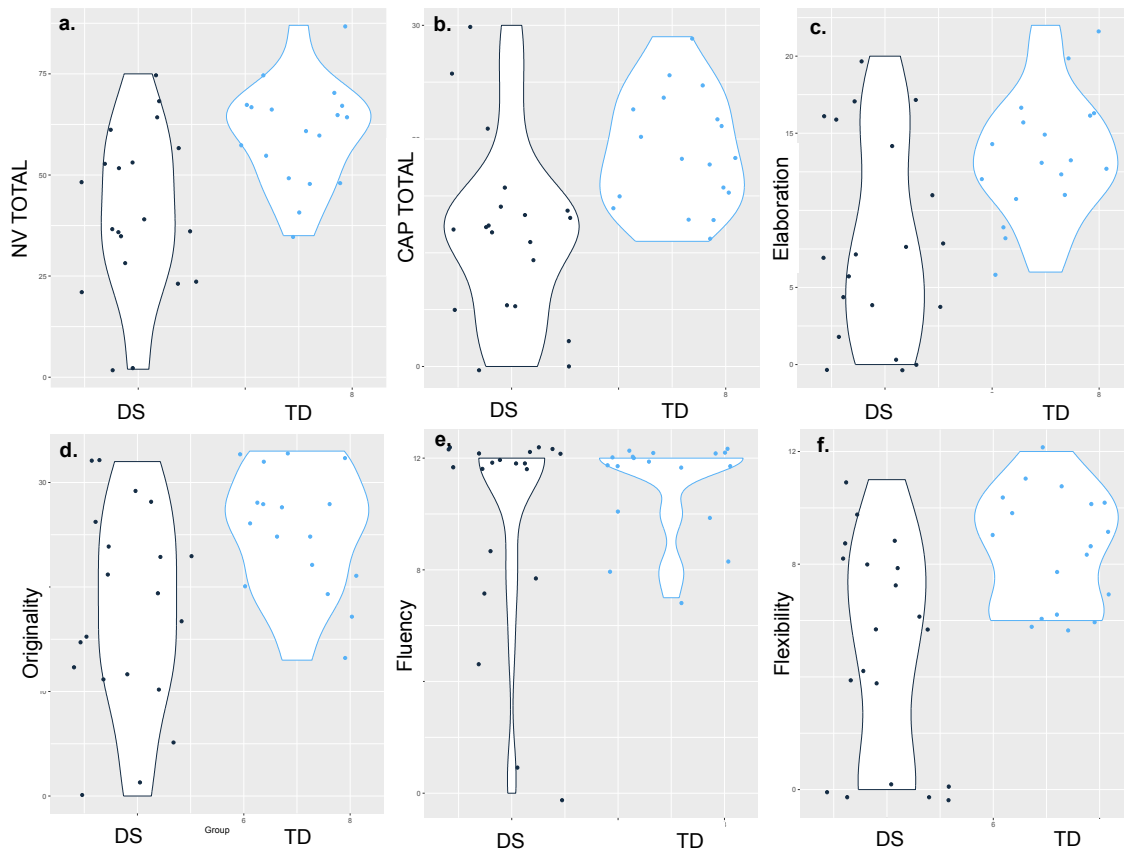 a.
NV TOTAL
75
50
25
0
8
DS
TD
b.
CAP TOTAL
30
0
DS
TD
c.
Elaboration
20
15
5
0
8
DS
TD
d.
Originality
30
0
6
8
DS
Group
TD
e.
Fluency
12
8
0
DS
TD
f.
Flexibility
12
8
0
6
DS
TD